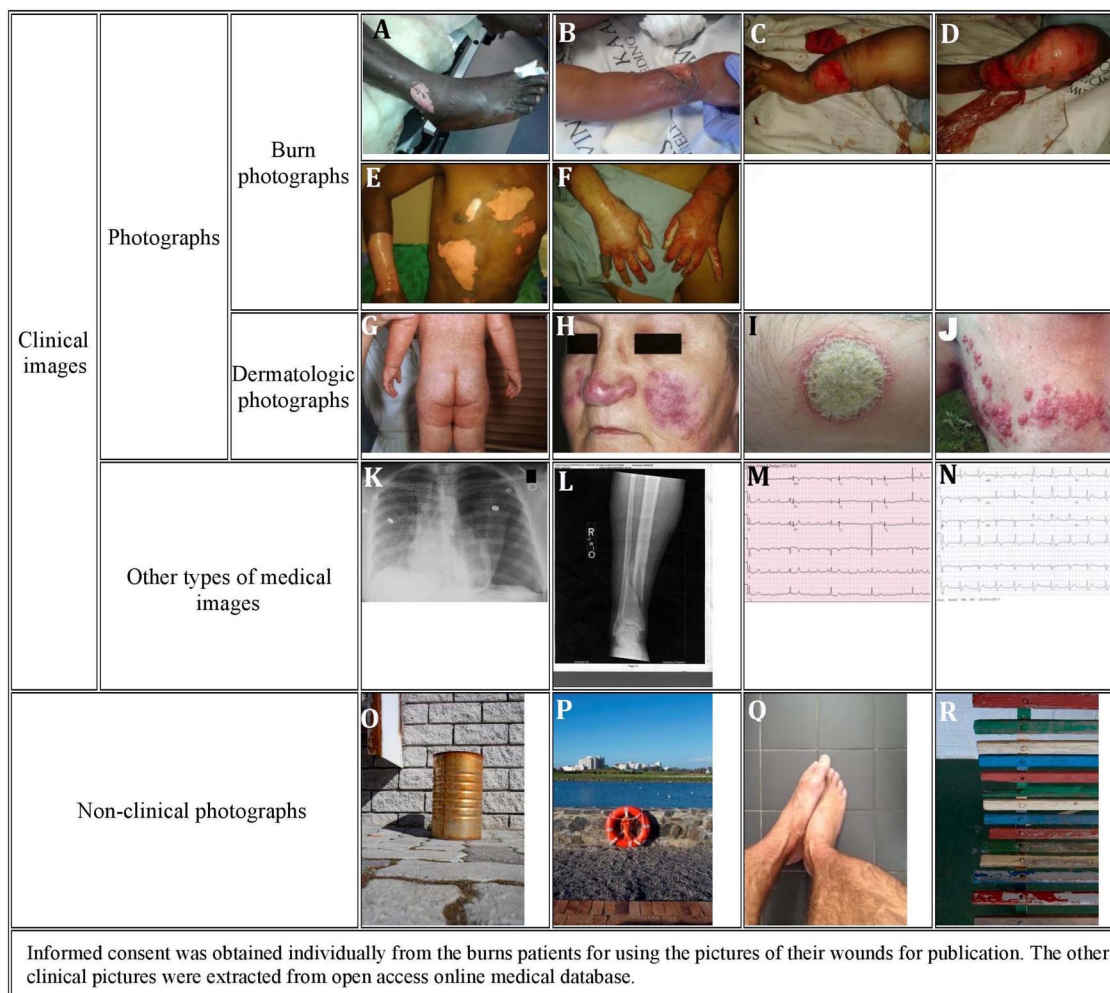 A
B
C
D
Burn
photographs
E
F
Photographs
Clinical images
G
H
I
J
Dermatologic
photographs
K
L
R
M
N
Other types of medical
images
O
P
Q
R
Non-clinical photographs
Informed consent was obtained individually from the burns patients for using the pictures of their wounds for publication. The other
clinical pictures were extracted from open access online medical database.